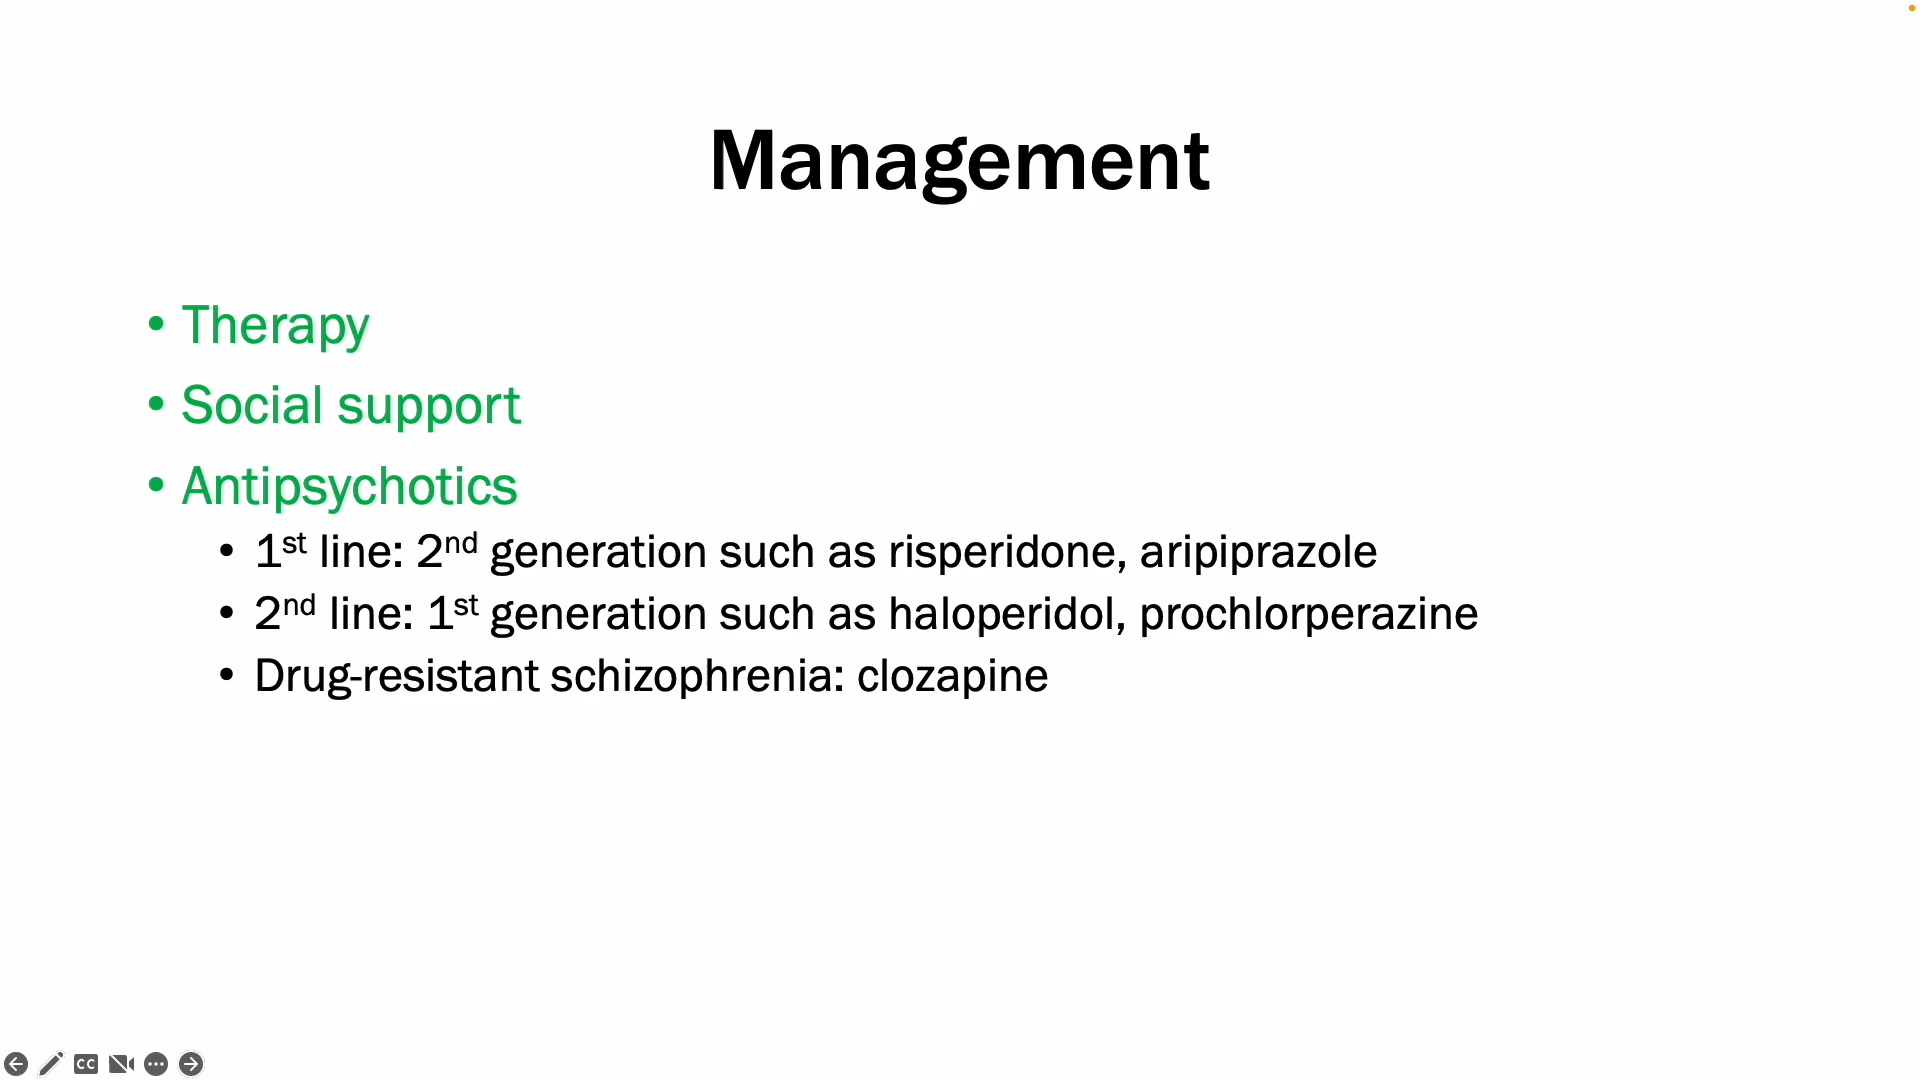 Management
• Therapy
• Social support
• Antipsychotics
• 1st line: 2nd generation such as risperidone, aripiprazole
• 2nd line: 1st generation such as haloperidol, prochlorperazine
• Drug-resistant schizophrenia: clozapine
CC